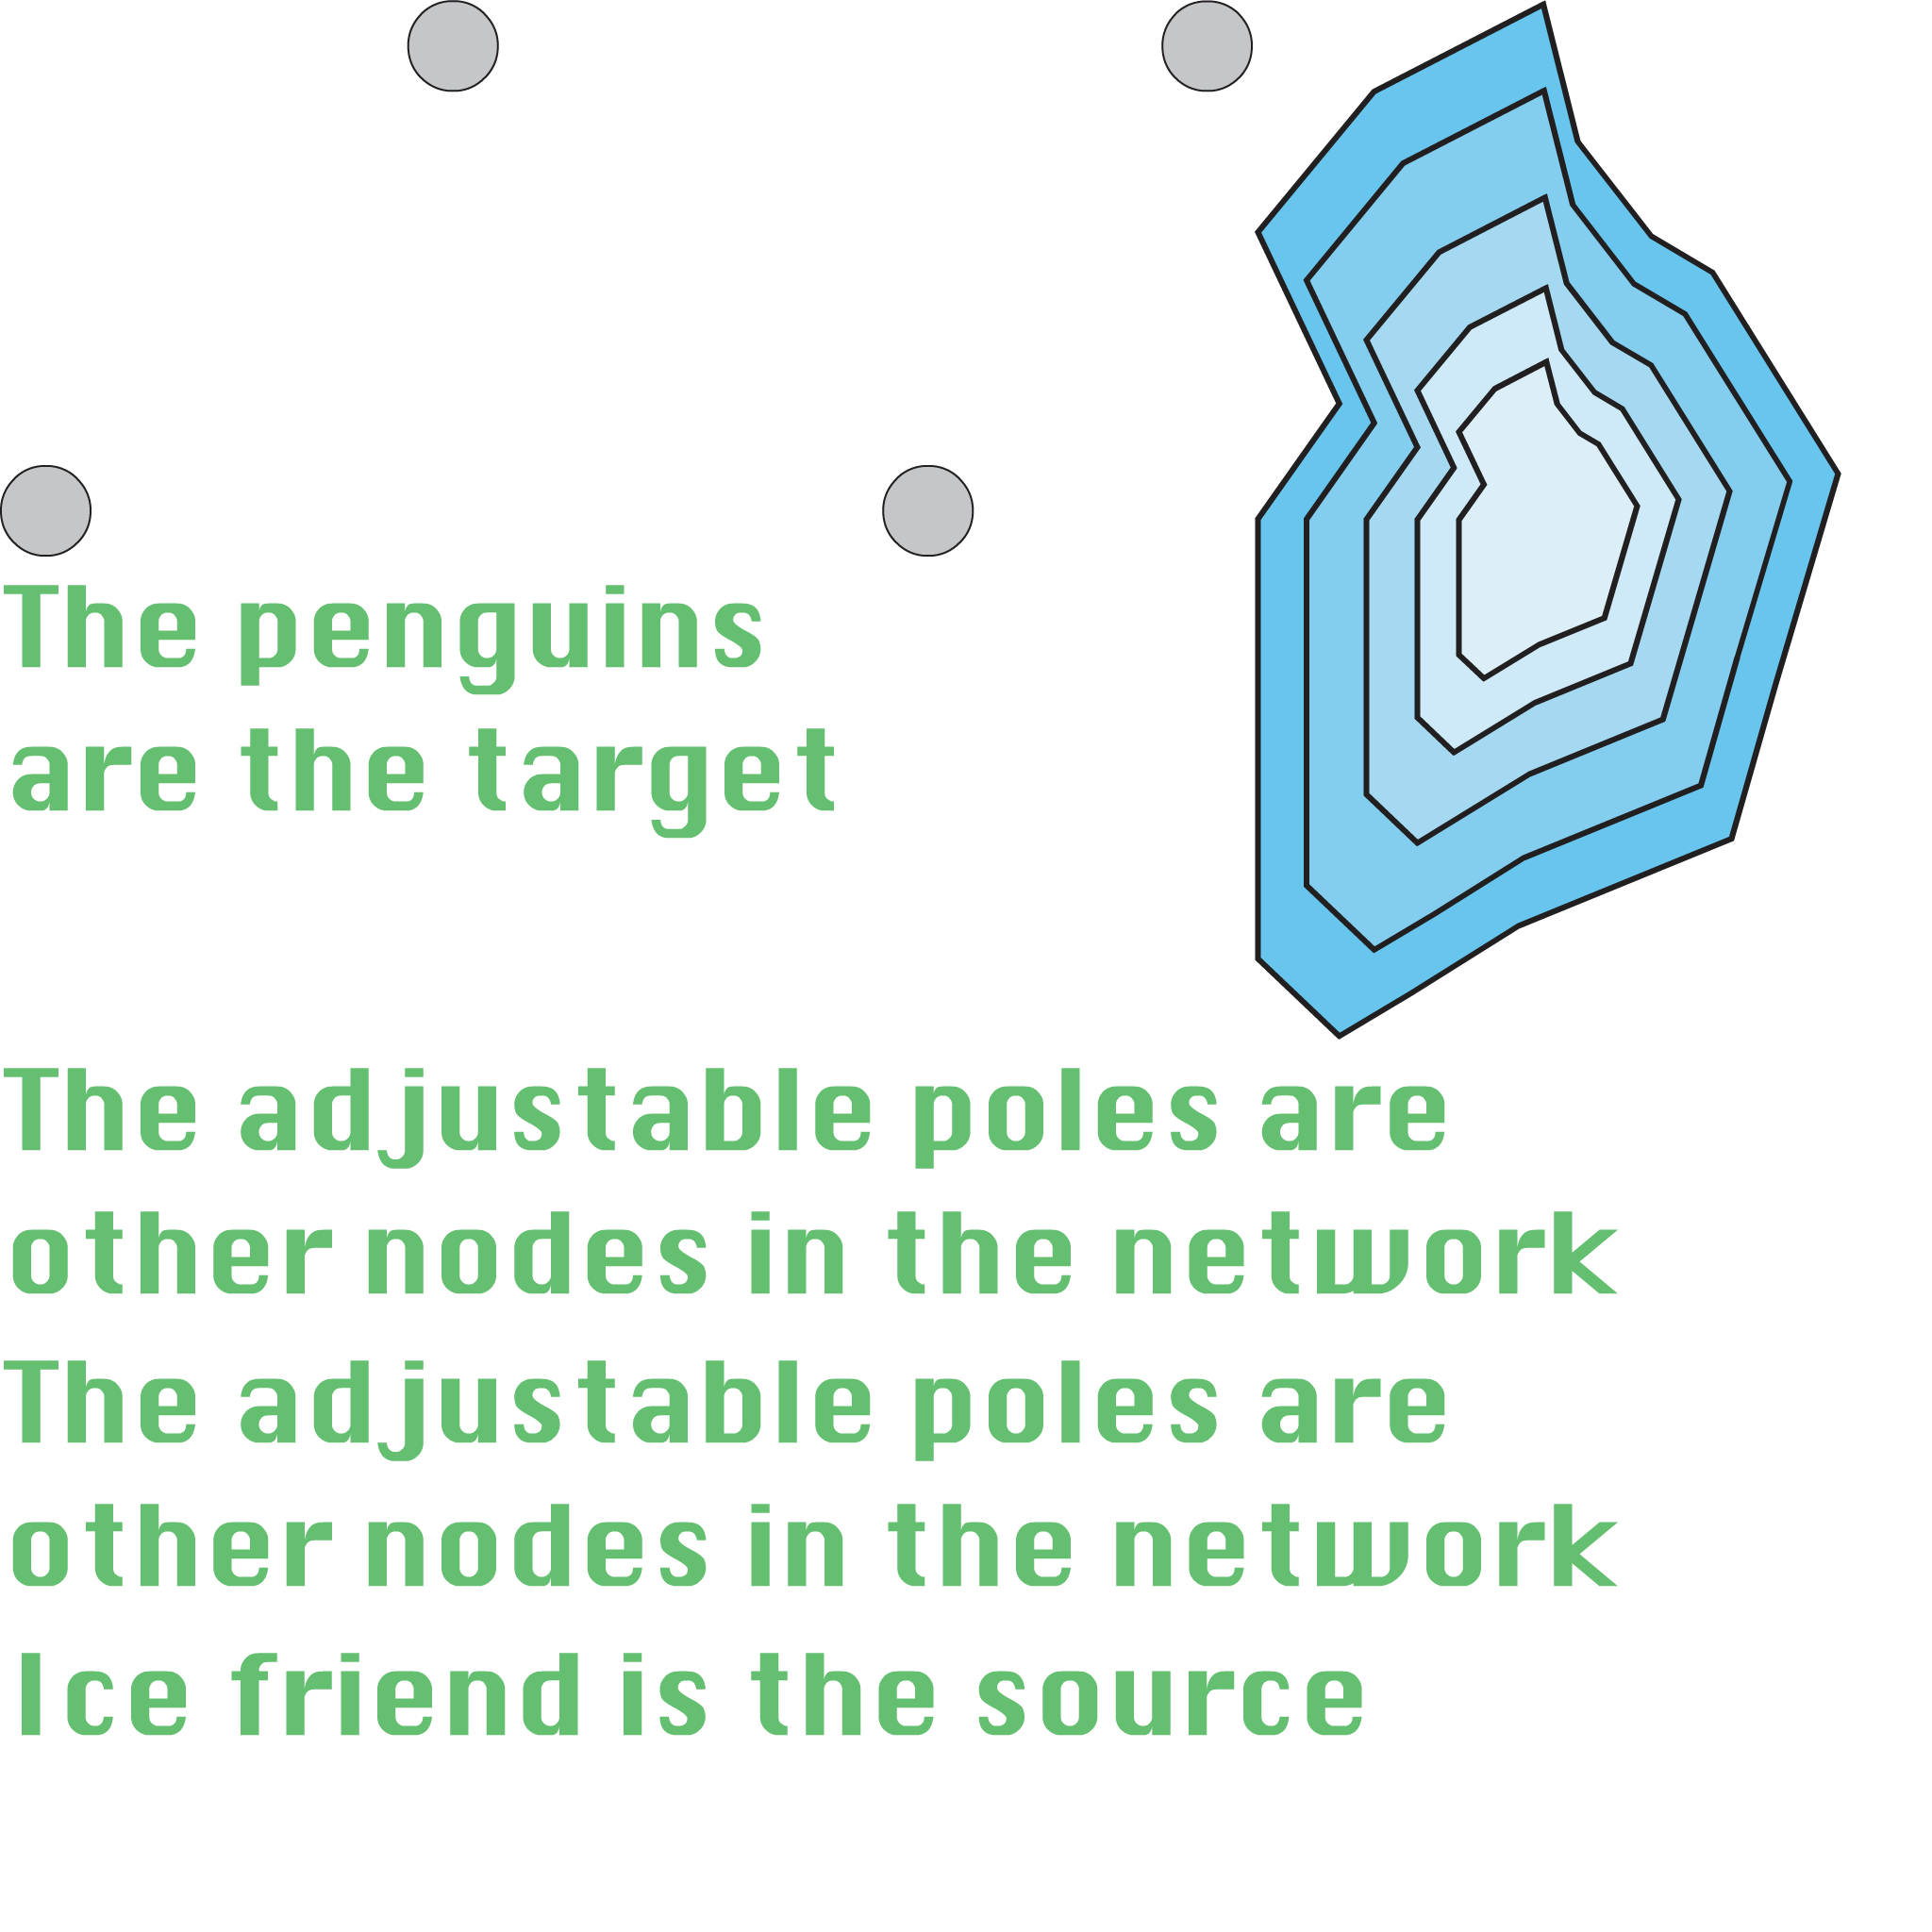 The penguins
are the target
The adjustable poles are
other nodes in the network
The adjustable poles are
other nodes in the network
Ice friend is the source